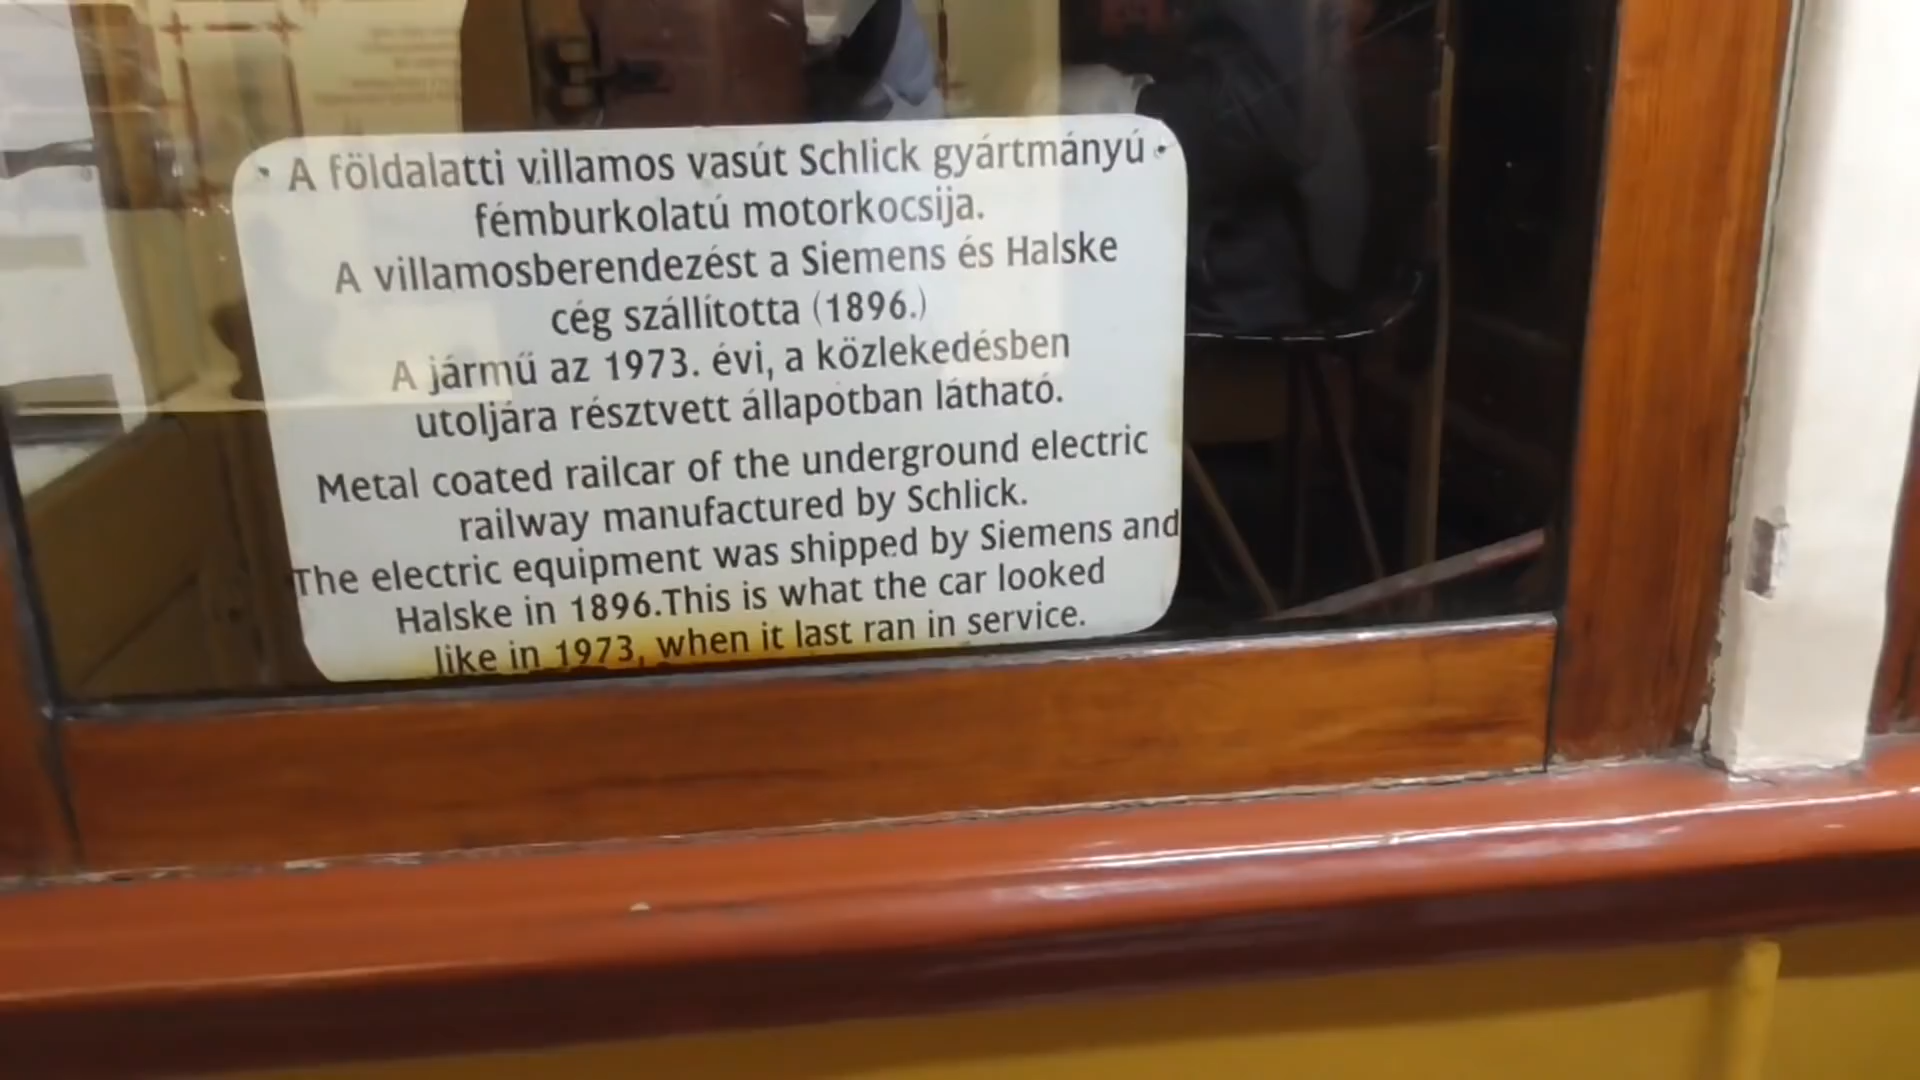 A földalatti villamos vasút Schlick gyártmányú
fémburkolatú motorkocsija.
A villamosberendezést a Siemens és Halske
cég szállította (1896.)
A jármű az 1973. évi, a közlekedésben
utoljára résztvett állapotban látható.
Metal coated railcar of the underground electric
railway manufactured by Schlick.
The electric equipment was shipped by Siemens and
Halske in 1896.This is what the car looked
like in 1973, when it last ran in service.